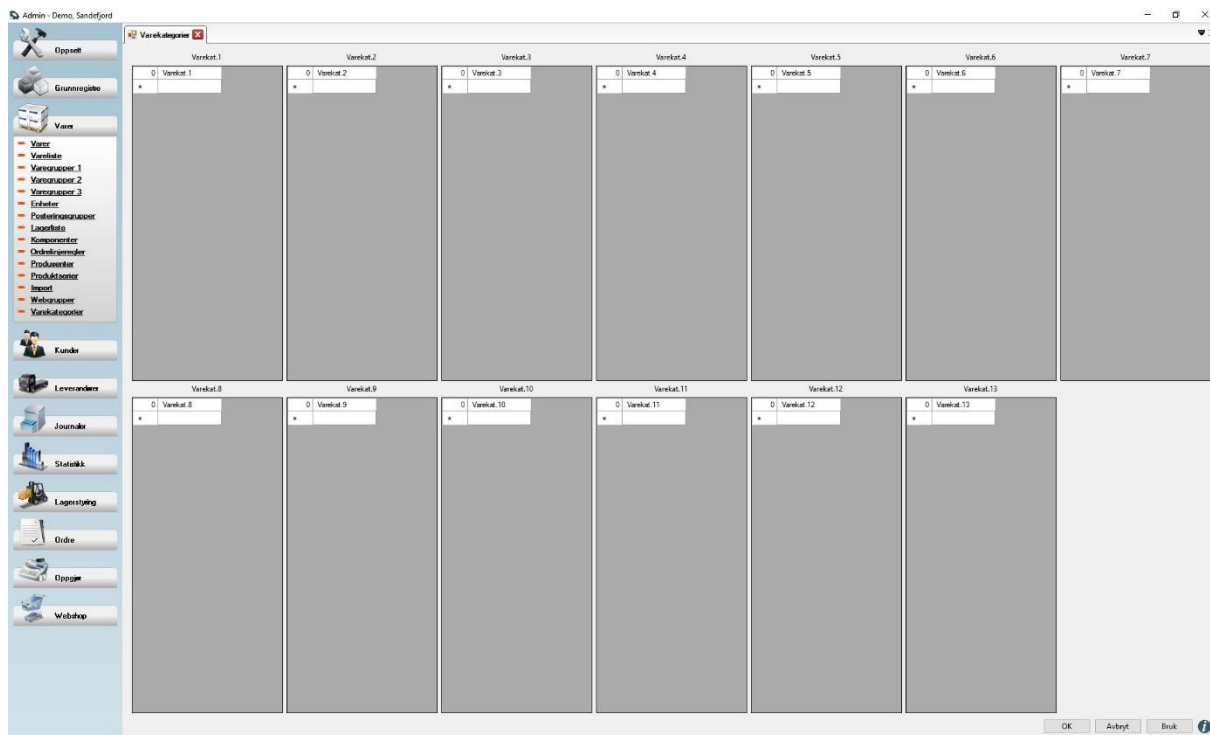 Admin - Demo, Sandefjord
Oppsett
Grunnregistre
Varer
Varer
Vareliste
Varegrupper 1
Varegrupper 2
Varegrupper 3
Enheter
Posteringsgrupper
Lagerliste
Komponenter
Ordrelinjeregler
Produsenter
Produktserier
Import
Webgrupper
Varekategorier
Kunder
Leverandører
Journaler
Statistikk
Lagerstyring
Ordre
Oppgjør
Webshop
Varekategorier
Varekat.1 Varekat.2 Varekat.3 Varekat.4 Varekat.5 Varekat.6 Varekat.7
0 Varekat.1 0 Varekat.2 0 Varekat.3 0 Varekat.4 0 Varekat.5 0 Varekat.6 0 Varekat.7
Varekat.8 Varekat.9 Varekat.10 Varekat.11 Varekat.12 Varekat.13
0 Varekat.8 0 Varekat.9 0 Varekat.10 0 Varekat.11 0 Varekat.12 0 Varekat.13
OK Avbryt Bruk